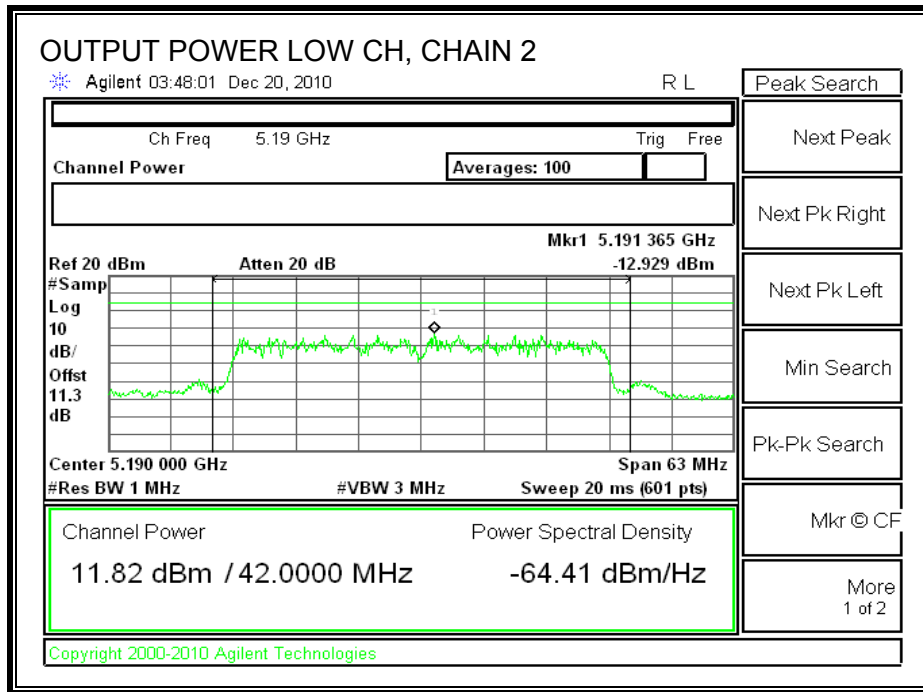 OUTPUT POWER LOW CH, CHAIN 2
Agilent 03:48:01 Dec 20, 2010 R L
Peak Search
Ch Freq 5.19 GHz Trig Free
Channel Power Averages: 100
Mkr1 5.191 365 GHz
Ref 20 dBm Atten 20 dB -12.929 dBm
#Samp
Log
10
dB/
Offst
11.3
dB
1
Center 5.190 000 GHz Span 63 MHz
#Res BW 1 MHz #VBW 3 MHz Sweep 20 ms (601 pts)
Channel Power Power Spectral Density
11.82 dBm / 42.0000 MHz -64.41 dBm/Hz
Copyright 2000-2010 Agilent Technologies
Next Peak
Next Pk Right
Next Pk Left
Min Search
Pk-Pk Search
Mkr © CF
More
1 of 2